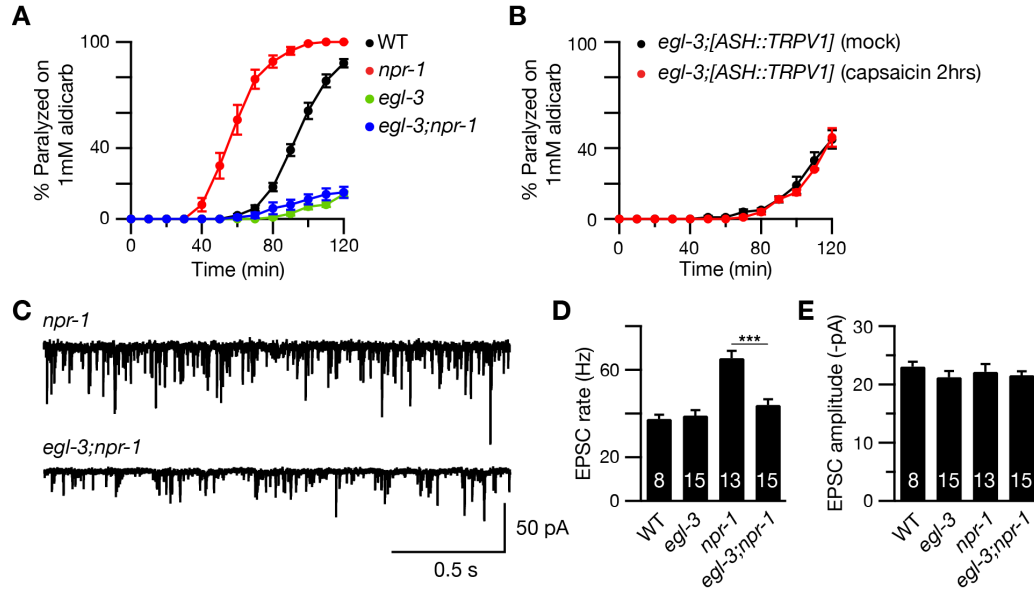 A
% Paralyzed on
1mM aldicarb
100
40
0
0
40
80
120
Time (min)
WT
npr-1
egl-3
egl-3;npr-1
B
% Paralyzed on
1mM aldicarb
100
40
0
0
40
80
120
Time (min)
egl-3;[ASH::TRPV1] (mock)
egl-3;[ASH::TRPV1] (capsaicin 2hrs)
C
npr-1
egl-3;npr-1
50 pA
0.5 s
D
EPSC rate (Hz)
60
20
0
***
8
15
13
15
WT
egl-3
npr-1
egl-3;npr-1
E
EPSC amplitude (-pA)
30
20
10
0
8
15
13
15
WT
egl-3
npr-1
egl-3;npr-1